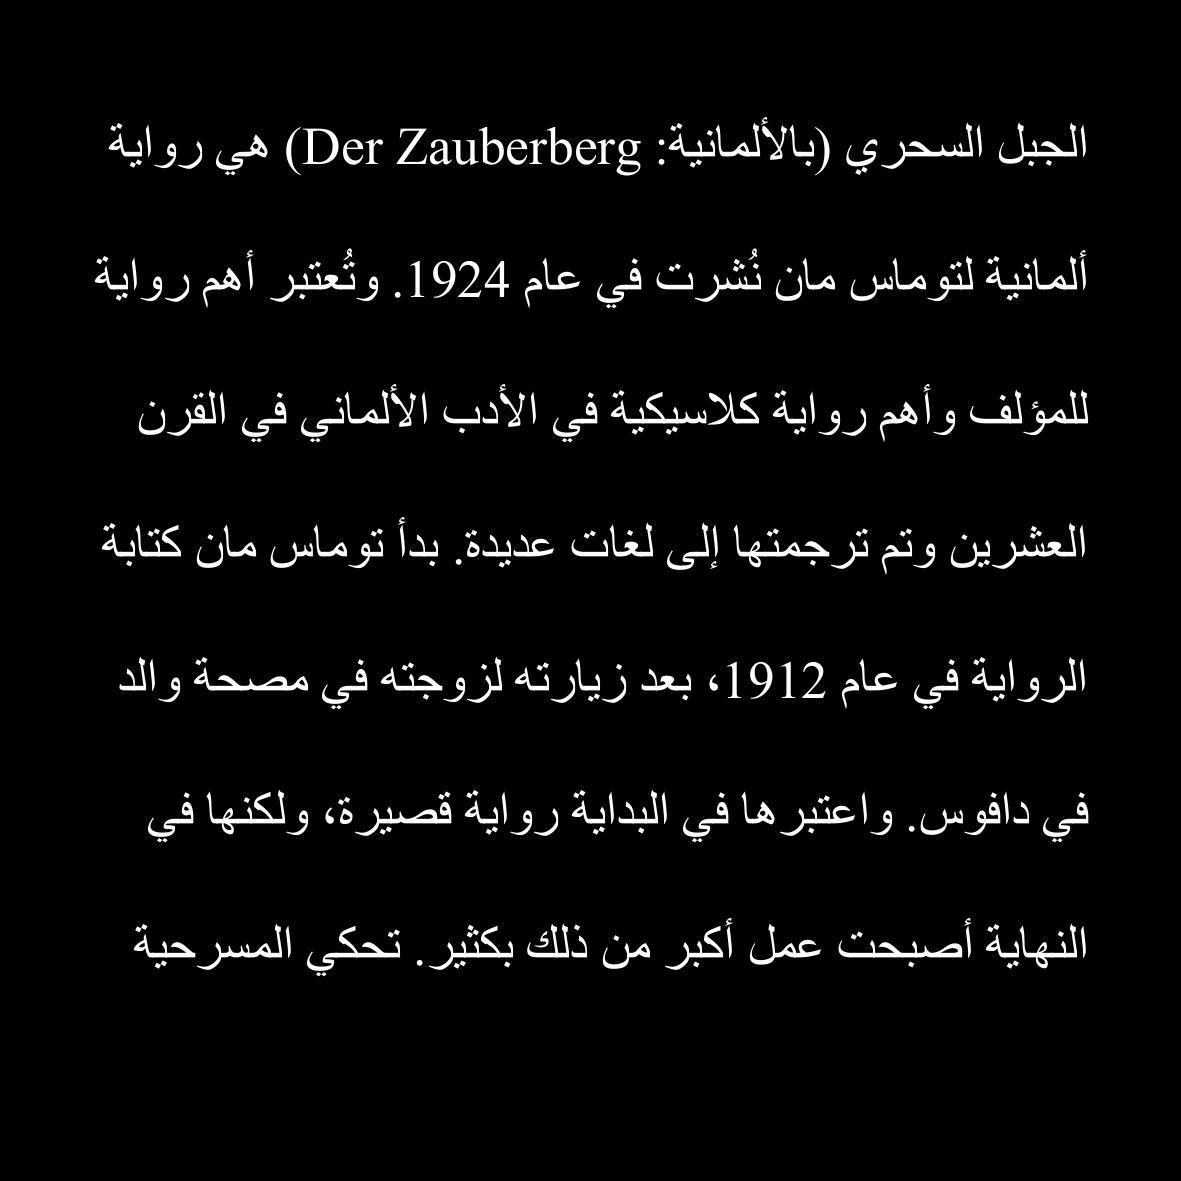 الجبل السحري (بالألمانية: Der Zauberberg) هي رواية
ألمانية لتوماس مان نُشرت في عام 1924. وتُعتبر أهم رواية
للمؤلف وأهم رواية كلاسيكية في الأدب الألماني في القرن
العشرين وتم ترجمتها إلى لغات عديدة. بدأ توماس مان كتابة
الرواية في عام 1912، بعد زيارته لزوجته في مصحة والد
في دافوس. واعتبرها في البداية رواية قصيرة، ولكنها في
النهاية أصبحت عمل أكبر من ذلك بكثير. تحكي المسرحية